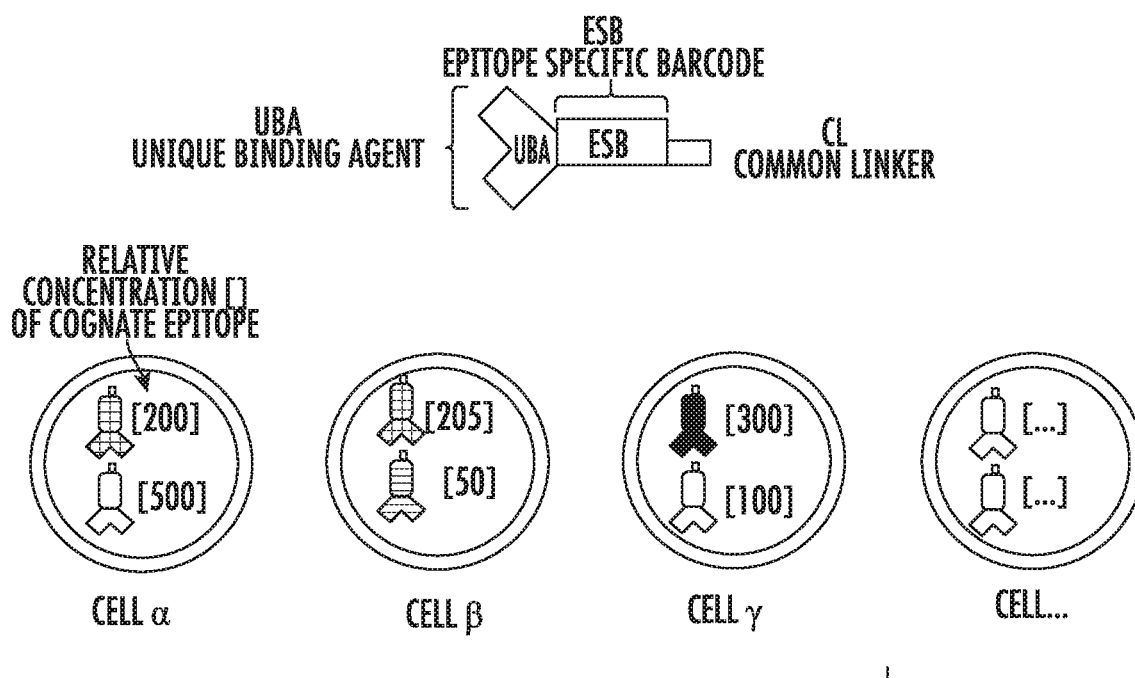 ESB
EPITOPE SPECIFIC BARCODE
UBA
UNIQUE BINDING AGENT
UBA
ESB
CL
COMMON LINKER
RELATIVE
CONCENTRATION []
OF COGNATE EPITOPE
[200]
[500]
[205]
[50]
[300]
[100]
[...]
[...]
CELL α
CELL β
CELL γ
CELL...